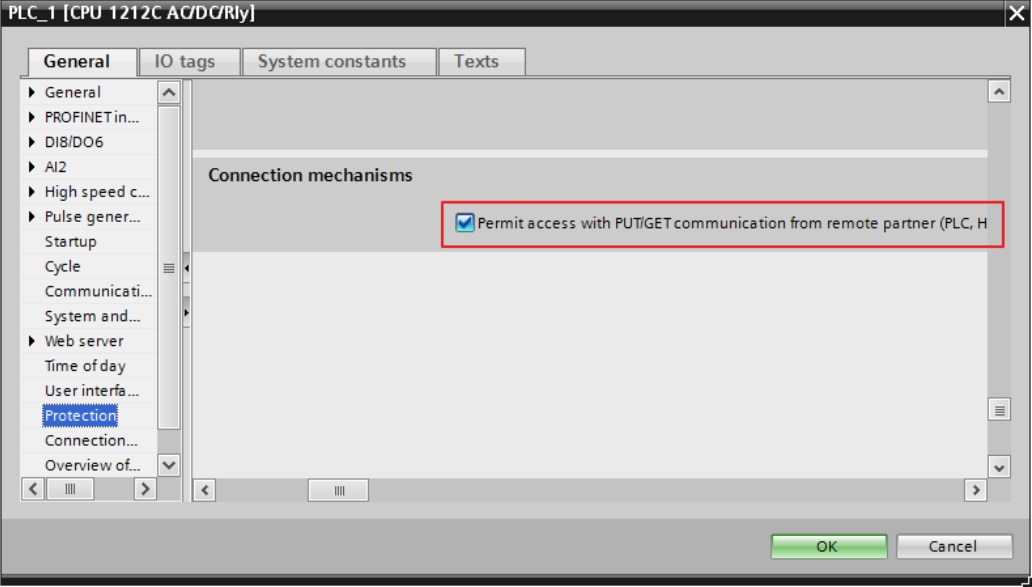 PLC_1 [CPU 1212C AC/DC/Rly]
General IO tags System constants Texts
General
PROFINET in...
DI8/DO6
AI2
High speed c...
Pulse gener...
Startup
Cycle
Communicati...
System and...
Web server
Time of day
User interfa...
Protection
Connection...
Overview of...
Connection mechanisms
Permit access with PUT/GET communication from remote partner (PLC, H
OK Cancel